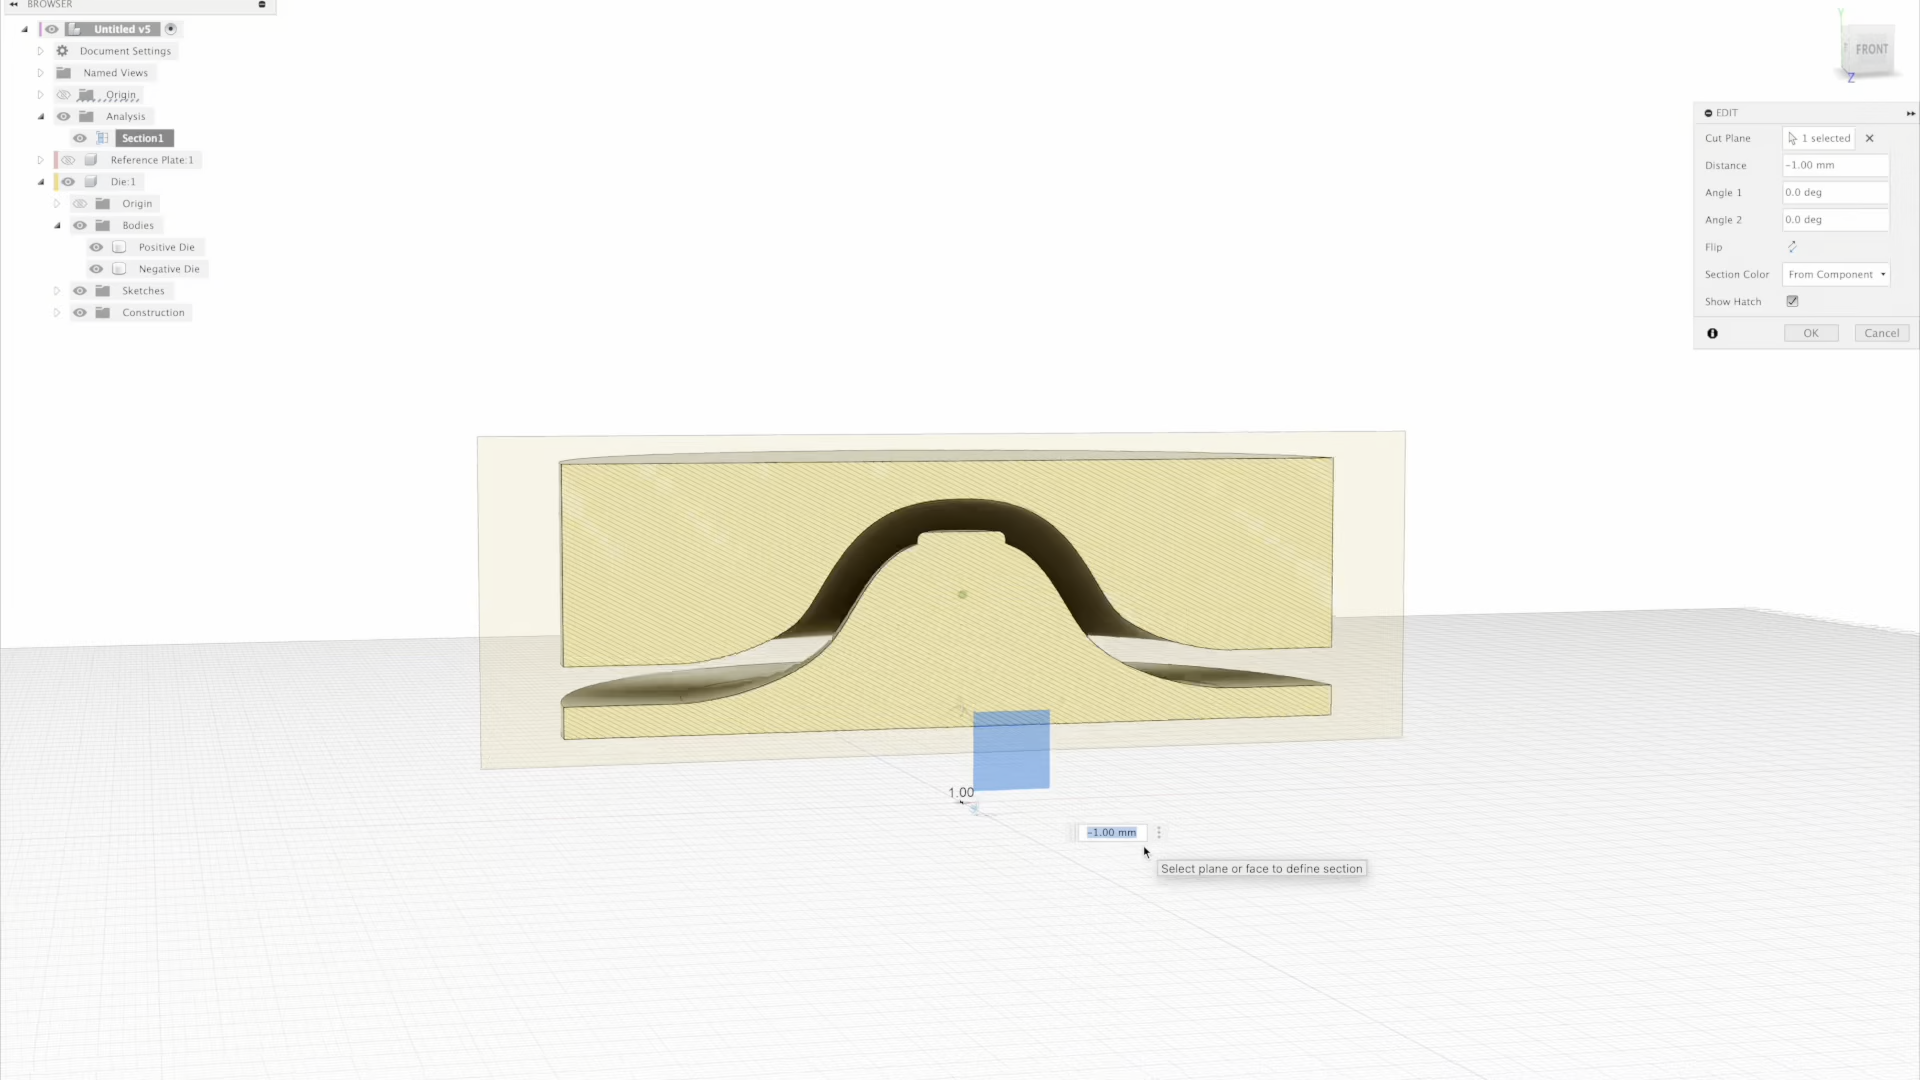 BROWSER
Untitled v5
Document Settings
Named Views
Origin
Analysis
Section1
Reference Plate:1
Die:1
Origin
Bodies
Positive Die
Negative Die
Sketches
Construction
FRONT
Y
Z
EDIT
Cut Plane 1 selected
Distance -1.00 mm
Angle 1 0.0 deg
Angle 2 0.0 deg
Flip
Section Color From Component
Show Hatch
OK Cancel
1.00
-1.00 mm
Select plane or face to define section